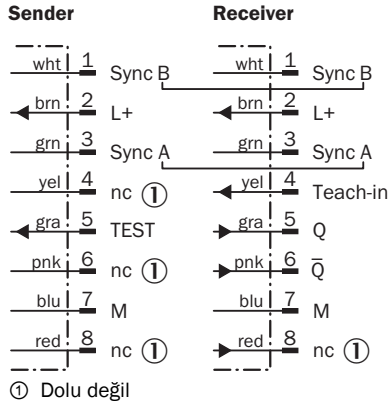 Sender
wht 1 Sync B
brn 2 L+
grn 3 Sync A
yel 4 nc ①
gra 5 TEST
pnk 6 nc ①
blu 7 M
red 8 nc ①
Receiver
wht 1 Sync B
brn 2 L+
grn 3 Sync A
yel 4 Teach-in
gra 5 Q
pnk 6 Q̅
blu 7 M
red 8 nc ①
① Dolu değil